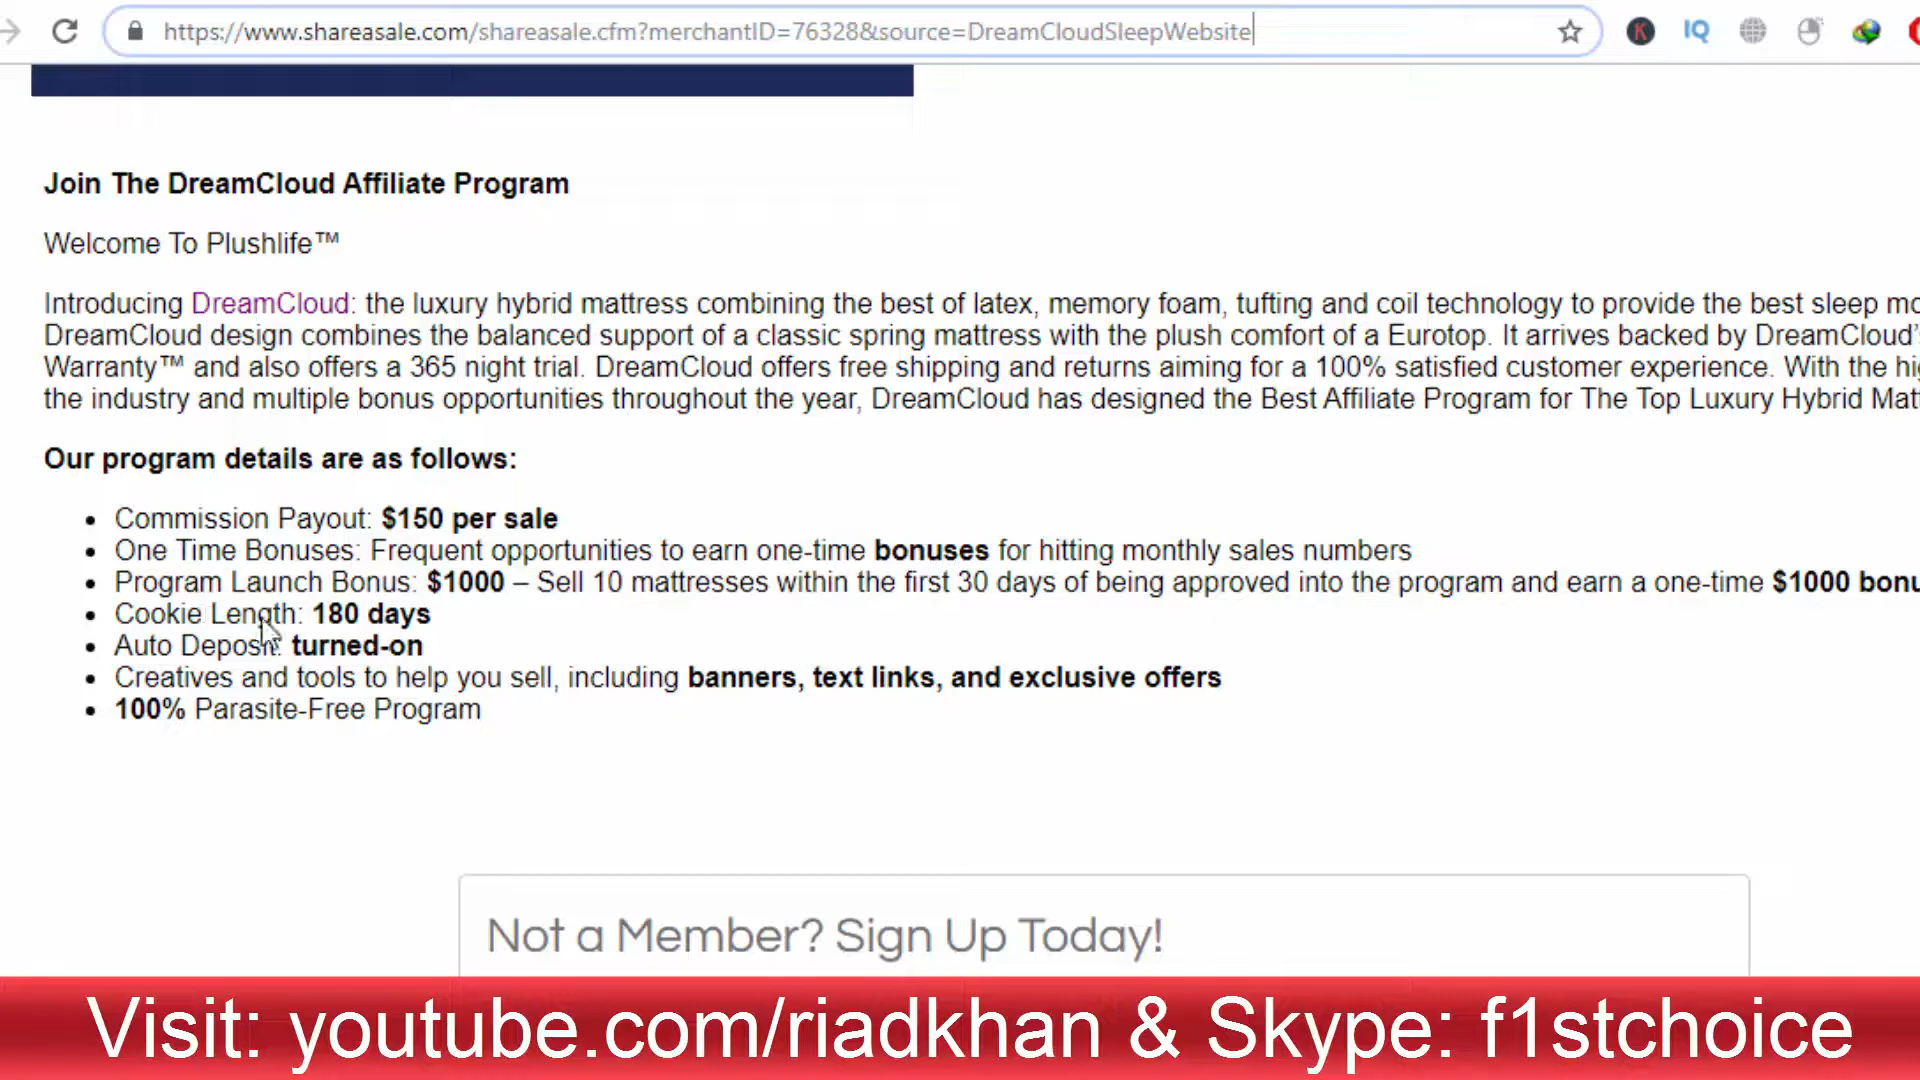 https://www.shareasale.com/shareasale.cfm?merchantID=76328&source=DreamCloudSleepWebsite
K IQ
Join The DreamCloud Affiliate Program
Welcome To Plushlife™
Introducing DreamCloud: the luxury hybrid mattress combining the best of latex, memory foam, tufting and coil technology to provide the best sleep
DreamCloud design combines the balanced support of a classic spring mattress with the plush comfort of a Eurotop. It arrives backed by DreamCloud'
Warranty™ and also offers a 365 night trial. DreamCloud offers free shipping and returns aiming for a 100% satisfied customer experience. With the
the industry and multiple bonus opportunities throughout the year, DreamCloud has designed the Best Affiliate Program for The Top Luxury Hybrid
Our program details are as follows:
• Commission Payout: $150 per sale
• One Time Bonuses: Frequent opportunities to earn one-time bonuses for hitting monthly sales numbers
• Program Launch Bonus: $1000 – Sell 10 mattresses within the first 30 days of being approved into the program and earn a one-time $1000 bonu
• Cookie Length: 180 days
• Auto Deposit: turned-on
• Creatives and tools to help you sell, including banners, text links, and exclusive offers
• 100% Parasite-Free Program
Not a Member? Sign Up Today!
Visit: youtube.com/riadkhan & Skype: f1stchoice